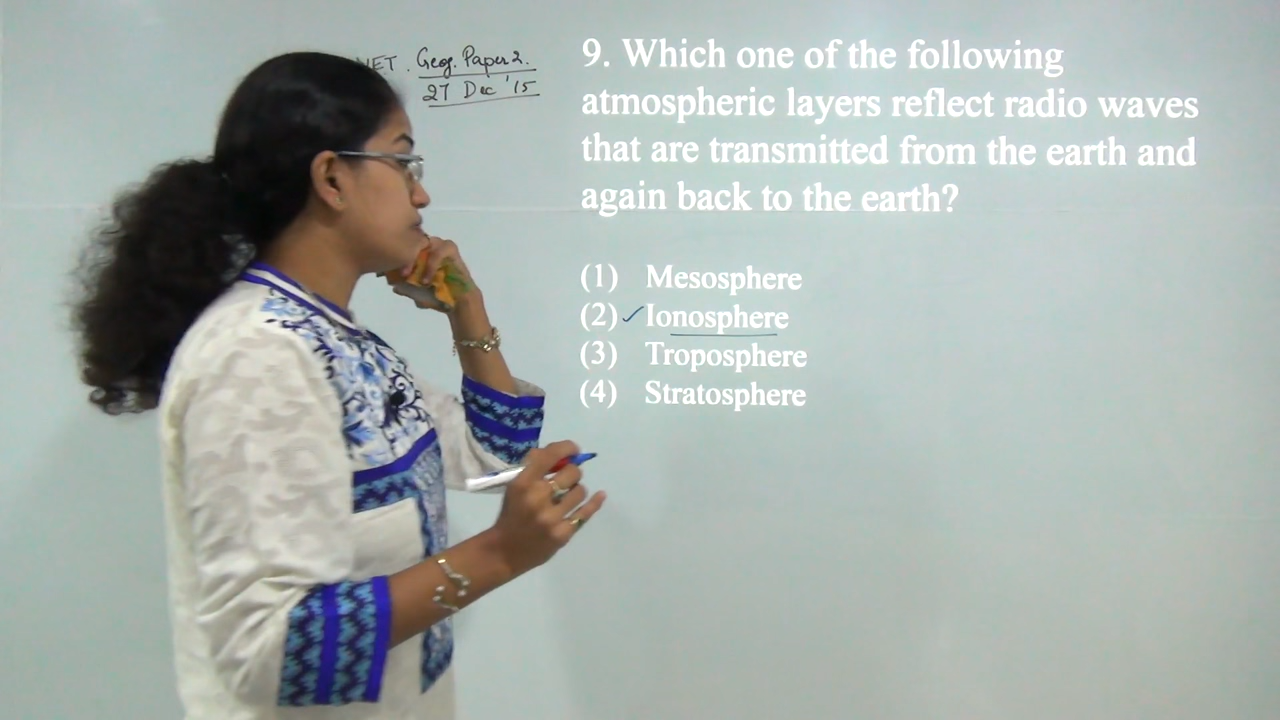 NET. Geog. Paper 2.
27 Dec '15
9. Which one of the following
atmospheric layers reflect radio waves
that are transmitted from the earth and
again back to the earth?
(1) Mesosphere
(2) ✓ Ionosphere
(3) Troposphere
(4) Stratosphere